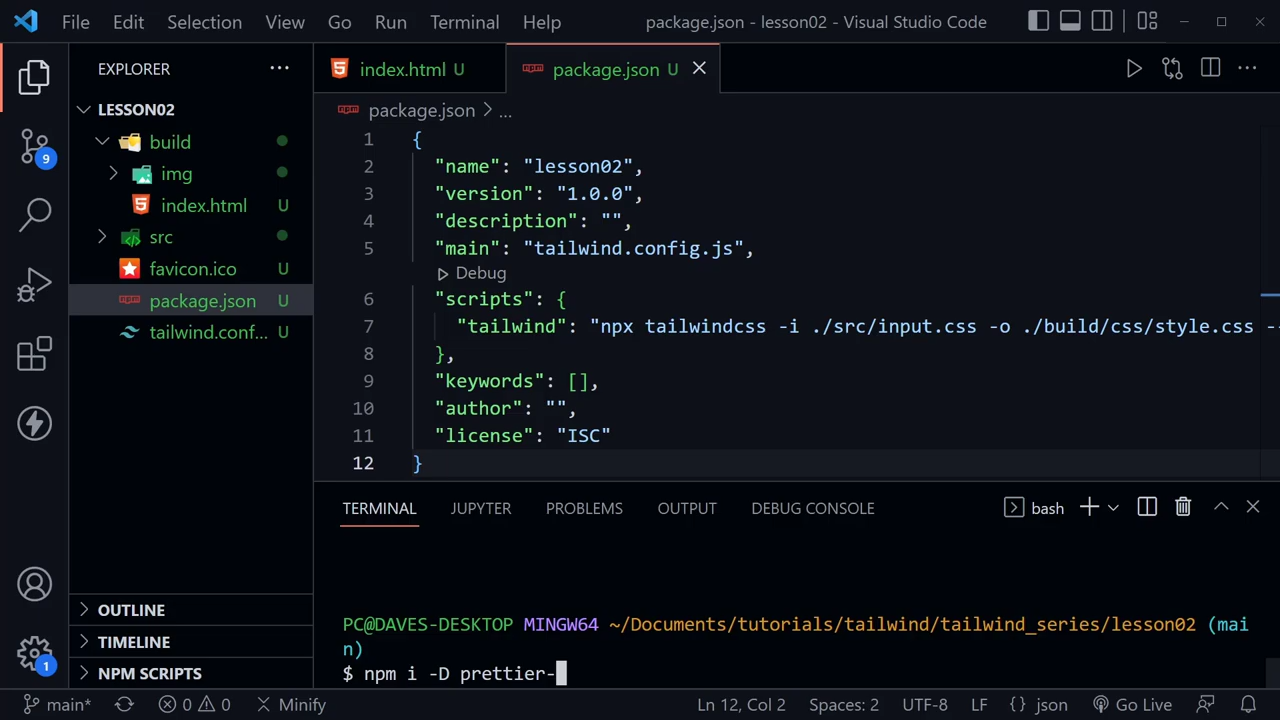 File Edit Selection View Go Run Terminal Help package.json - lesson02 - Visual Studio Code
EXPLORER
LESSON02
build
img
index.html U
src
favicon.ico U
package.json U
tailwind.conf... U
OUTLINE
TIMELINE
NPM SCRIPTS
9
1
index.html U package.json U
package.json > ...
1 {
2 "name": "lesson02",
3 "version": "1.0.0",
4 "description": "",
5 "main": "tailwind.config.js",
Debug
6 "scripts": {
7 "tailwind": "npx tailwindcss -i ./src/input.css -o ./build/css/style.css --
8 },
9 "keywords": [],
10 "author": "",
11 "license": "ISC"
12 }
TERMINAL JUPYTER PROBLEMS OUTPUT DEBUG CONSOLE bash
PC@DAVES-DESKTOP MINGW64 ~/Documents/tutorials/tailwind/tailwind_series/lesson02 (mai
n)
$ npm i -D prettier-
main* 0 0 Minify Ln 12, Col 2 Spaces: 2 UTF-8 LF {} json Go Live